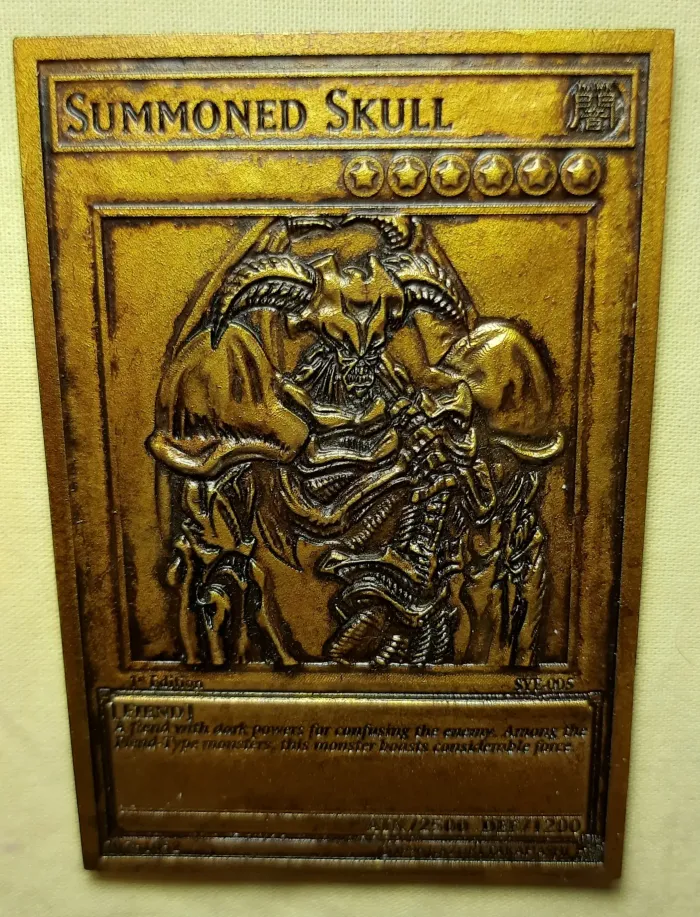 SUMMONED SKULL
闇
1st Edition
SYE-005
[FIEND]
A fiend with dark powers for confusing the enemy. Among the
Fiend-Type monsters, this monster boasts considerable force.
ATK/2500 DEF/1200